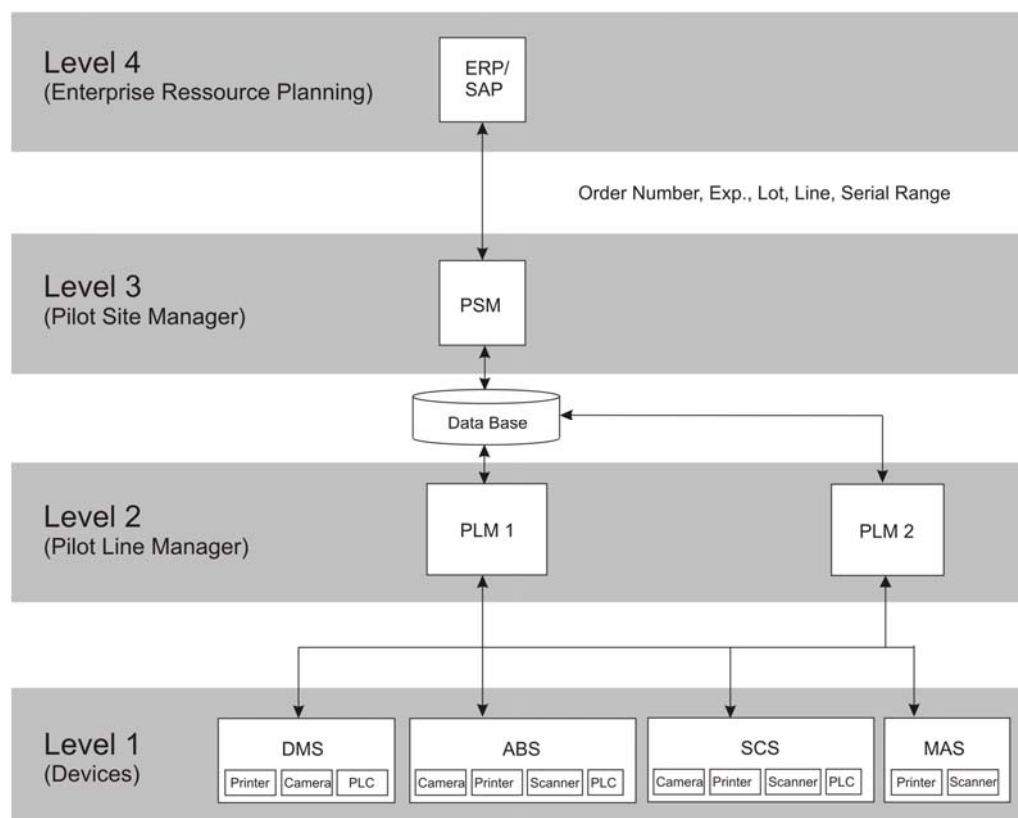 Level 4
(Enterprise Ressource Planning)
ERP/
SAP
Order Number, Exp., Lot, Line, Serial Range
Level 3
(Pilot Site Manager)
PSM
Data Base
Level 2
(Pilot Line Manager)
PLM 1
PLM 2
Level 1
(Devices)
DMS
Printer
Camera
PLC
ABS
Camera
Printer
Scanner
PLC
SCS
Camera
Printer
Scanner
PLC
MAS
Printer
Scanner